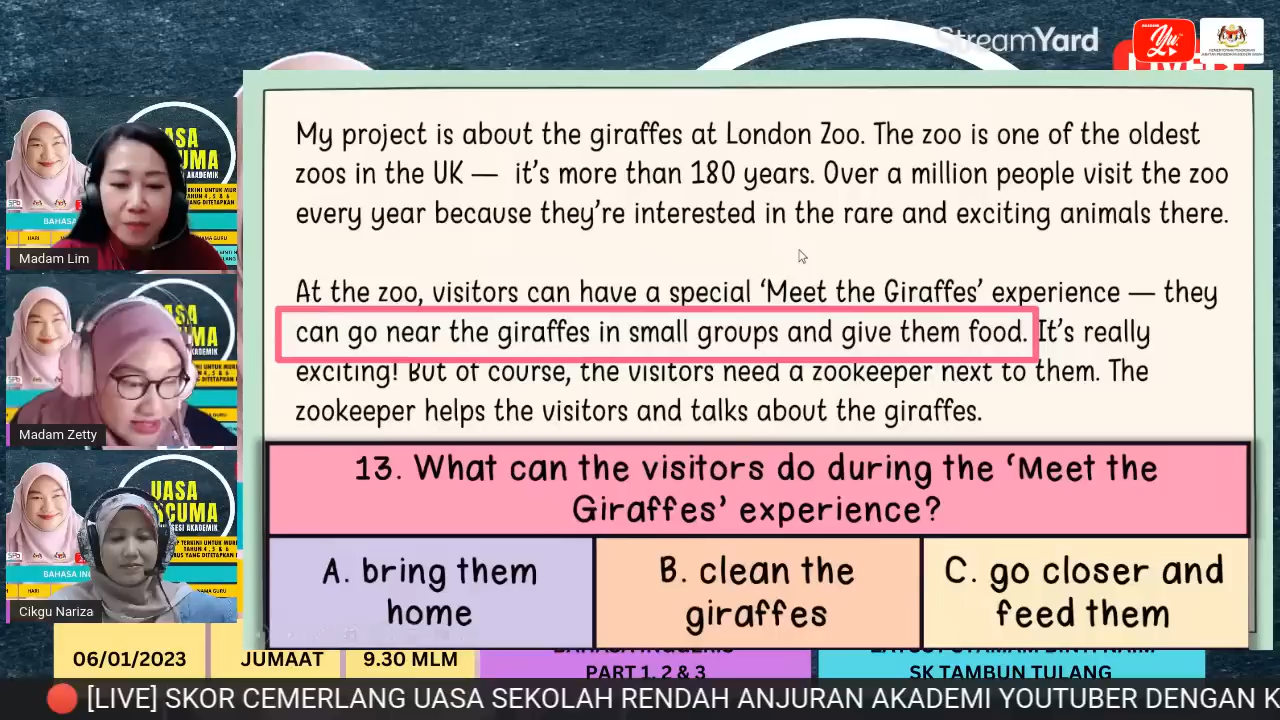 StreamYard
My project is about the giraffes at London Zoo. The zoo is one of the oldest
zoos in the UK — it's more than 180 years. Over a million people visit the zoo
every year because they're interested in the rare and exciting animals there.
At the zoo, visitors can have a special 'Meet the Giraffes' experience — they
can go near the giraffes in small groups and give them food. It's really
exciting! But of course, the visitors need a zookeeper next to them. The
zookeeper helps the visitors and talks about the giraffes.
13. What can the visitors do during the 'Meet the
Giraffes' experience?
A. bring them
home
B. clean the
giraffes
C. go closer and
feed them
Madam Lim
Madam Zetty
Cikgu Nariza
06/01/2023
JUMAAT
9.30 MLM
PART 1, 2 & 3
SK TAMBUN TULANG
[LIVE] SKOR CEMERLANG UASA SEKOLAH RENDAH ANJURAN AKADEMI YOUTUBER DENGAN K